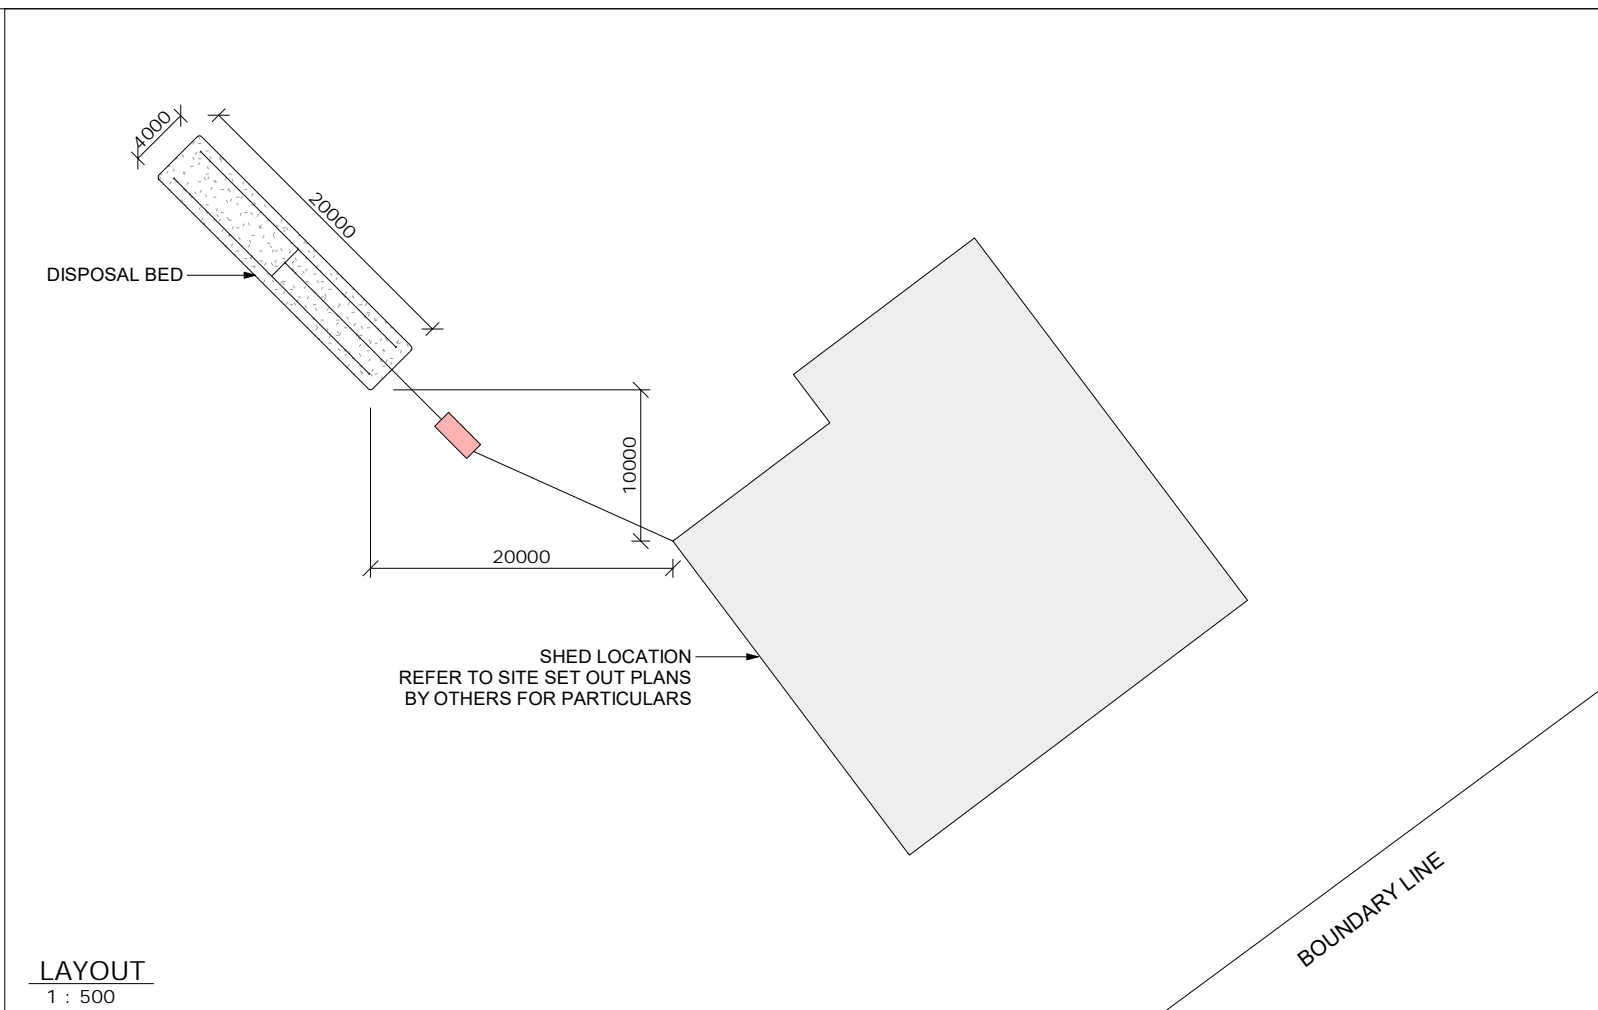 4000
20000
DISPOSAL BED
10000
20000
SHED LOCATION
REFER TO SITE SET OUT PLANS
BY OTHERS FOR PARTICULARS
BOUNDARY LINE
LAYOUT
1 : 500